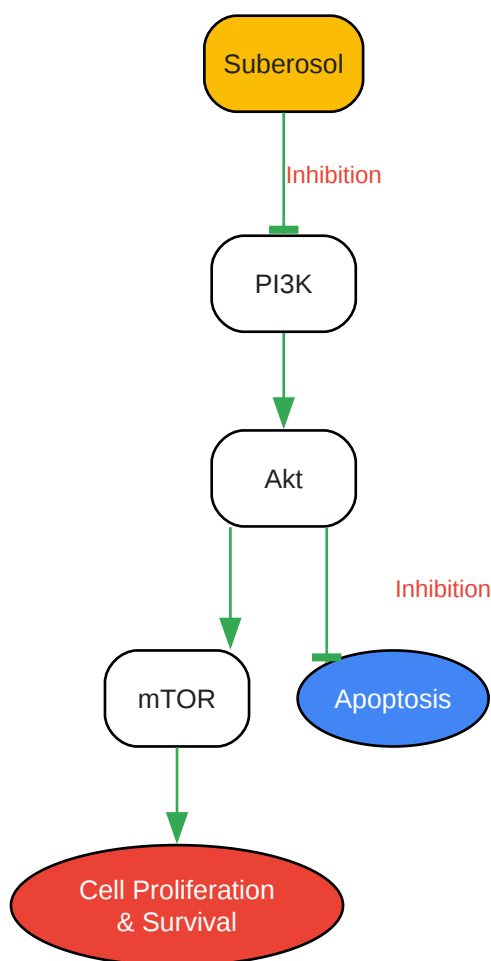 Suberosol
Inhibition
PI3K
Akt
Inhibition
mTOR
Apoptosis
Cell Proliferation
& Survival